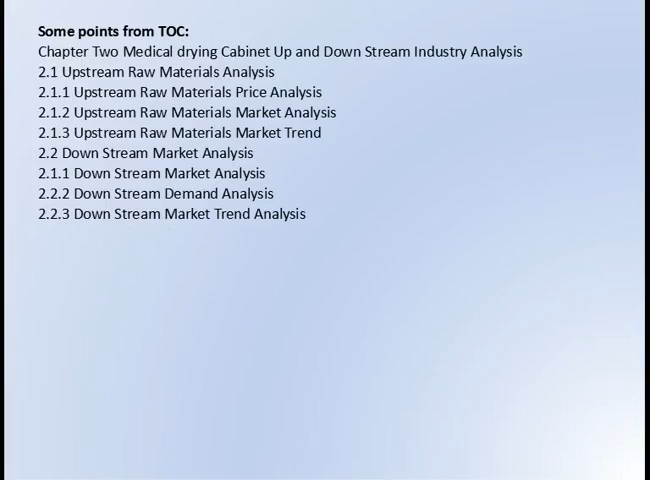 Some points from TOC:
Chapter Two Medical drying Cabinet Up and Down Stream Industry Analysis
2.1 Upstream Raw Materials Analysis
2.1.1 Upstream Raw Materials Price Analysis
2.1.2 Upstream Raw Materials Market Analysis
2.1.3 Upstream Raw Materials Market Trend
2.2 Down Stream Market Analysis
2.1.1 Down Stream Market Analysis
2.2.2 Down Stream Demand Analysis
2.2.3 Down Stream Market Trend Analysis